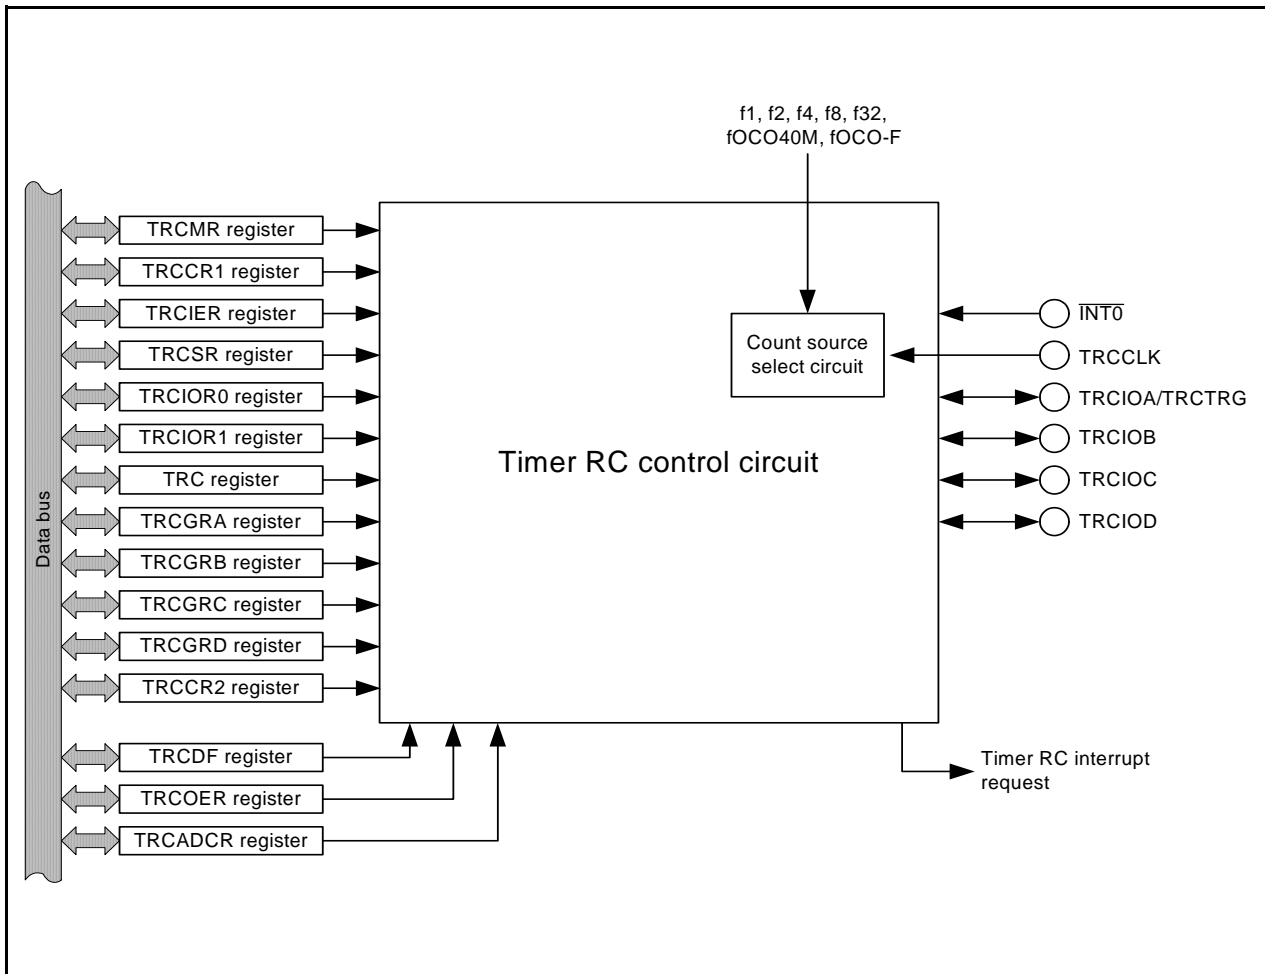 f1, f2, f4, f8, f32,
fOCO40M, fOCO-F
Data bus
TRCMR register
TRCCR1 register
TRCIER register
TRCSR register
TRCIOR0 register
TRCIOR1 register
TRC register
TRCGRA register
TRCGRB register
TRCGRC register
TRCGRD register
TRCCR2 register
TRCDF register
TRCOER register
TRCADCR register
Count source
select circuit
Timer RC control circuit
I̅N̅T̅0̅
TRCCLK
TRCIOA/TRCTRG
TRCIOB
TRCIOC
TRCIOD
Timer RC interrupt
request